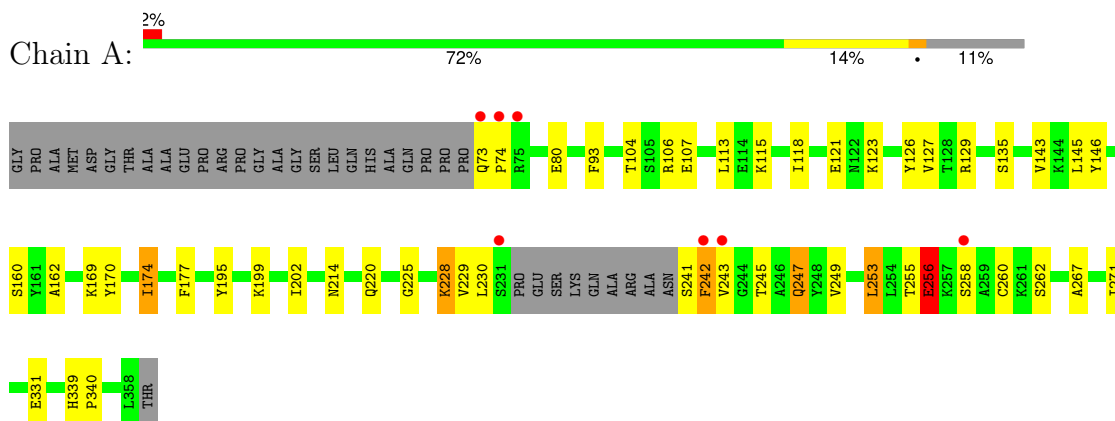 2%
Chain A:
72% 14% • 11%
GLY PRO ALA MET ASP GLY THR ALA ALA GLU PRO ARG PRO GLY ALA GLY SER LEU GLN HIS ALA GLN PRO PRO PRO Q73 P74 R75 E80 F93 T104 S105 R106 E107 L113 E114 K115 I118 E121 N122 K123 Y126 V127 T128 R129 S135 V143 K144 L145 Y146
S160 Y161 A162 K169 Y170 I174 F177 Y195 K199 I202 N214 Q220 G225 K228 V229 L230 S231 PRO GLU SER LYS GLN ALA ARG ALA ASN S241 F242 V243 G244 T245 A246 Q247 Y248 V249 L253 L254 T255 E256 K257 S258 A259 C260 K261 S262 A267
E331 H339 P340 L358 THR